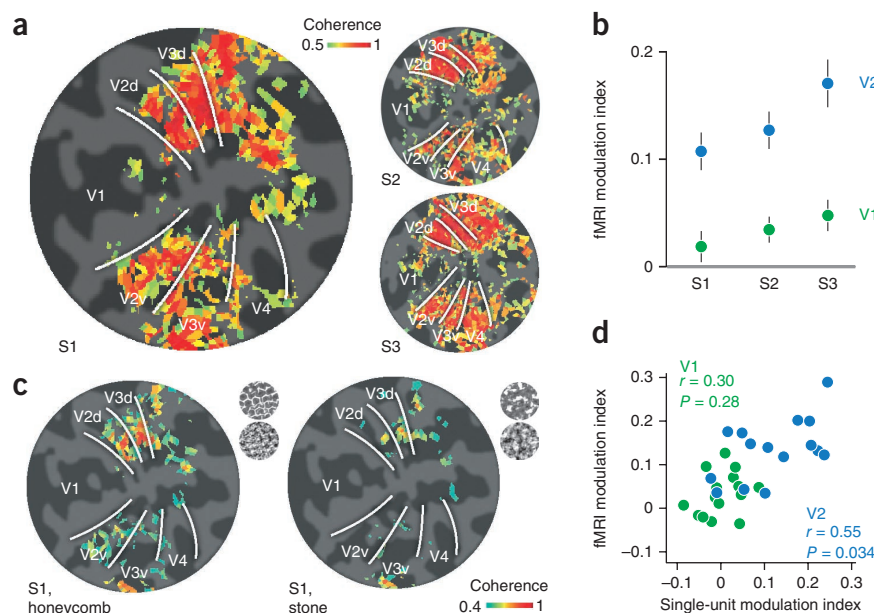 a
Coherence
0.5 1
V3d
V2d
V1
V2v
V3v
V4
S1
V3d
V2d
V1
V2v
V3v
V4
S2
V3d
V2d
V1
V2v
V3v
V4
S3
b
fMRI modulation index
0.2
0.1
0
V2
V1
S1 S2 S3
c
V3d
V2d
V1
V2v
V3v
V4
S1,
honeycomb
V3d
V2d
V1
V2v
V3v
V4
S1,
stone
Coherence
0.4 1
d
fMRI modulation index
0.4
0.3
0.2
0.1
0
–0.1
V1
r = 0.30
P = 0.28
V2
r = 0.55
P = 0.034
–0.1 0 0.1 0.2 0.3
Single-unit modulation index